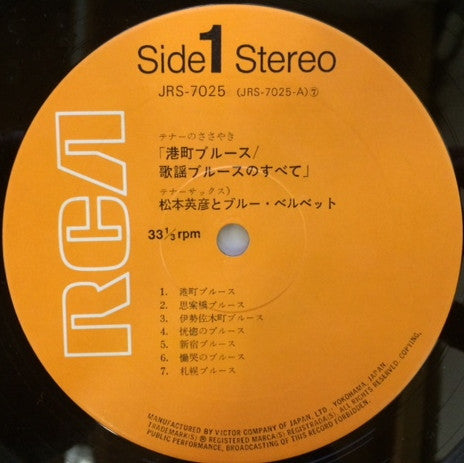 Side 1 Stereo
JRS-7025 (JRS-7025-A)⑦
RCA
テナーのささやき
「港町ブルース/
歌謡ブルースのすべて」
テナーサックス)
松本英彦とブルー・ベルベット
33⅓rpm
1. 港町ブルース
2. 思案橋ブルース
3. 伊勢佐木町ブルース
4. 恍惚のブルース
5. 新宿ブルース
6. 慟哭のブルース
7. 札幌ブルース
MANUFACTURED BY VICTOR COMPANY OF JAPAN, LTD. YOKOHAMA, JAPAN.
TRADEMARK(S) ® REGISTERED MARCA(S) REGISTRADA(S) UNAUTHORIZED COPYING,
PUBLIC PERFORMANCE, BROADCASTING OF THIS RECORD FORBIDDEN.